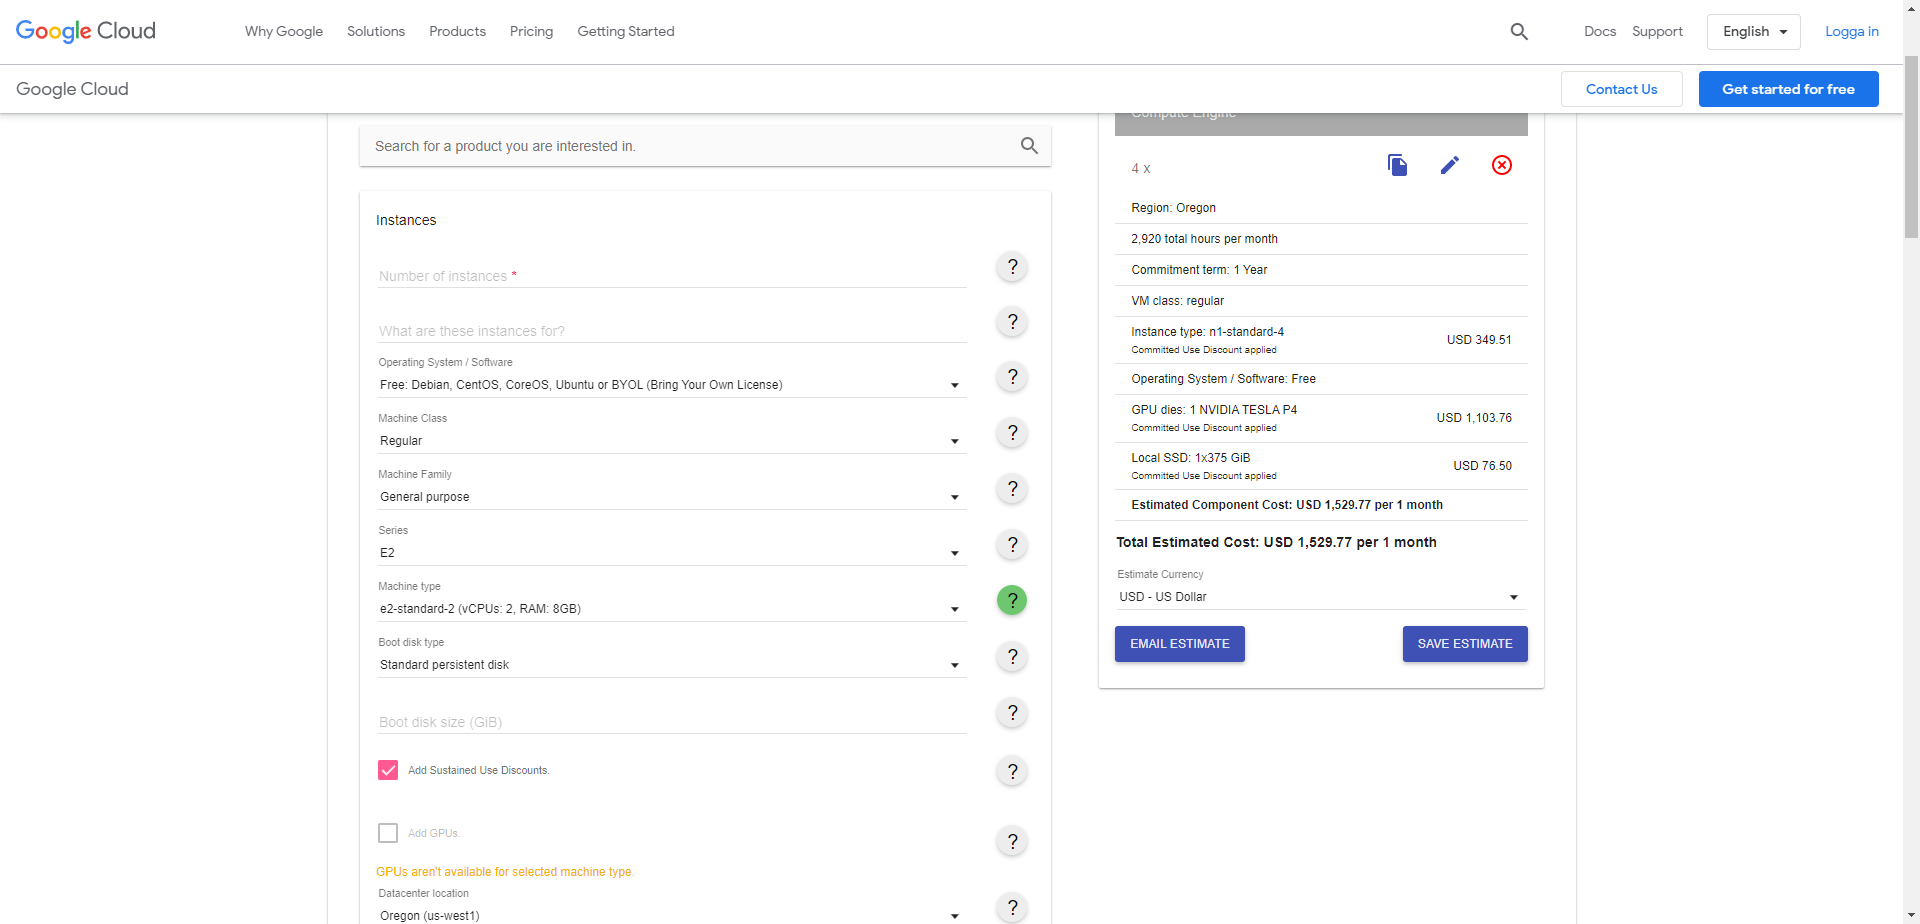 Google Cloud
Why Google
Solutions
Products
Pricing
Getting Started
Docs
Support
English
Logga in
Google Cloud
Contact Us
Get started for free
Search for a product you are interested in.
Instances
Number of instances *
?
What are these instances for?
?
Operating System / Software
Free: Debian, CentOS, CoreOS, Ubuntu or BYOL (Bring Your Own License)
?
Machine Class
Regular
?
Machine Family
General purpose
?
Series
E2
?
Machine type
e2-standard-2 (vCPUs: 2, RAM: 8GB)
?
Boot disk type
Standard persistent disk
?
Boot disk size (GiB)
?
Add Sustained Use Discounts.
?
Add GPUs.
?
GPUs aren't available for selected machine type.
Datacenter location
Oregon (us-west1)
?
Compute Engine
4 x
Region: Oregon
2,920 total hours per month
Commitment term: 1 Year
VM class: regular
Instance type: n1-standard-4
Committed Use Discount applied
USD 349.51
Operating System / Software: Free
GPU dies: 1 NVIDIA TESLA P4
Committed Use Discount applied
USD 1,103.76
Local SSD: 1x375 GiB
Committed Use Discount applied
USD 76.50
Estimated Component Cost: USD 1,529.77 per 1 month
Total Estimated Cost: USD 1,529.77 per 1 month
Estimate Currency
USD - US Dollar
EMAIL ESTIMATE
SAVE ESTIMATE